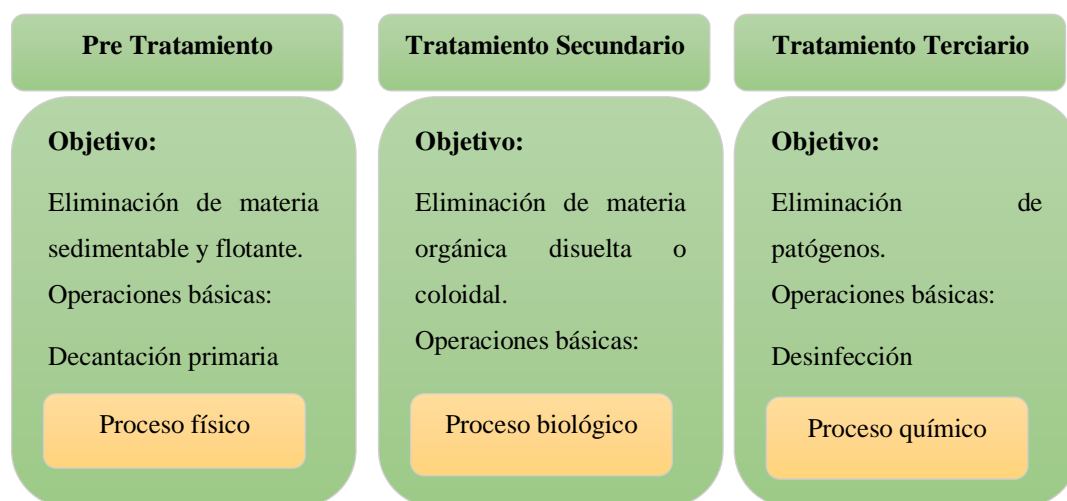 Pre Tratamiento
Objetivo:
Eliminación de materia
sedimentable y flotante.
Operaciones básicas:
Decantación primaria
Proceso físico
Tratamiento Secundario
Objetivo:
Eliminación de materia
orgánica disuelta o
coloidal.
Operaciones básicas:
Proceso biológico
Tratamiento Terciario
Objetivo:
Eliminación de
patógenos.
Operaciones básicas:
Desinfección
Proceso químico